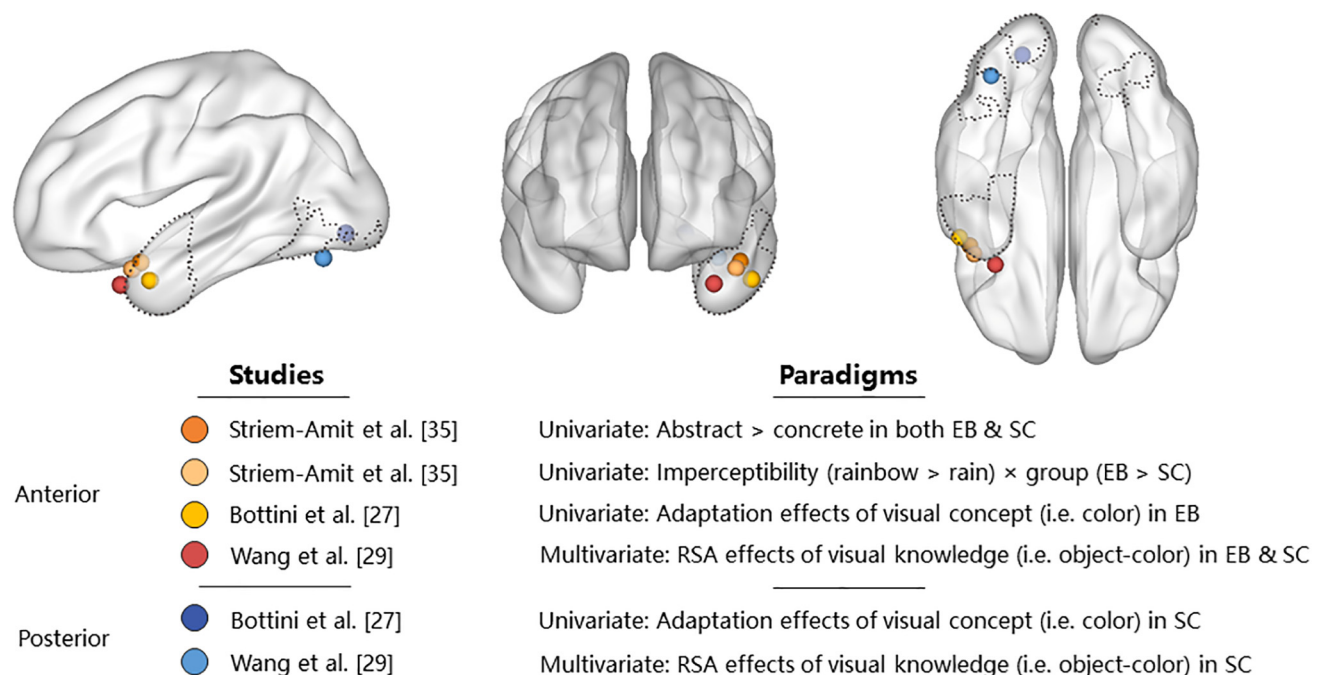 Studies Paradigms
Striem-Amit et al. [35] Univariate: Abstract > concrete in both EB & SC
Striem-Amit et al. [35] Univariate: Imperceptibility (rainbow > rain) × group (EB > SC)
Anterior
Bottini et al. [27] Univariate: Adaptation effects of visual concept (i.e. color) in EB
Wang et al. [29] Multivariate: RSA effects of visual knowledge (i.e. object-color) in EB & SC
Bottini et al. [27] Univariate: Adaptation effects of visual concept (i.e. color) in SC
Posterior
Wang et al. [29] Multivariate: RSA effects of visual knowledge (i.e. object-color) in SC